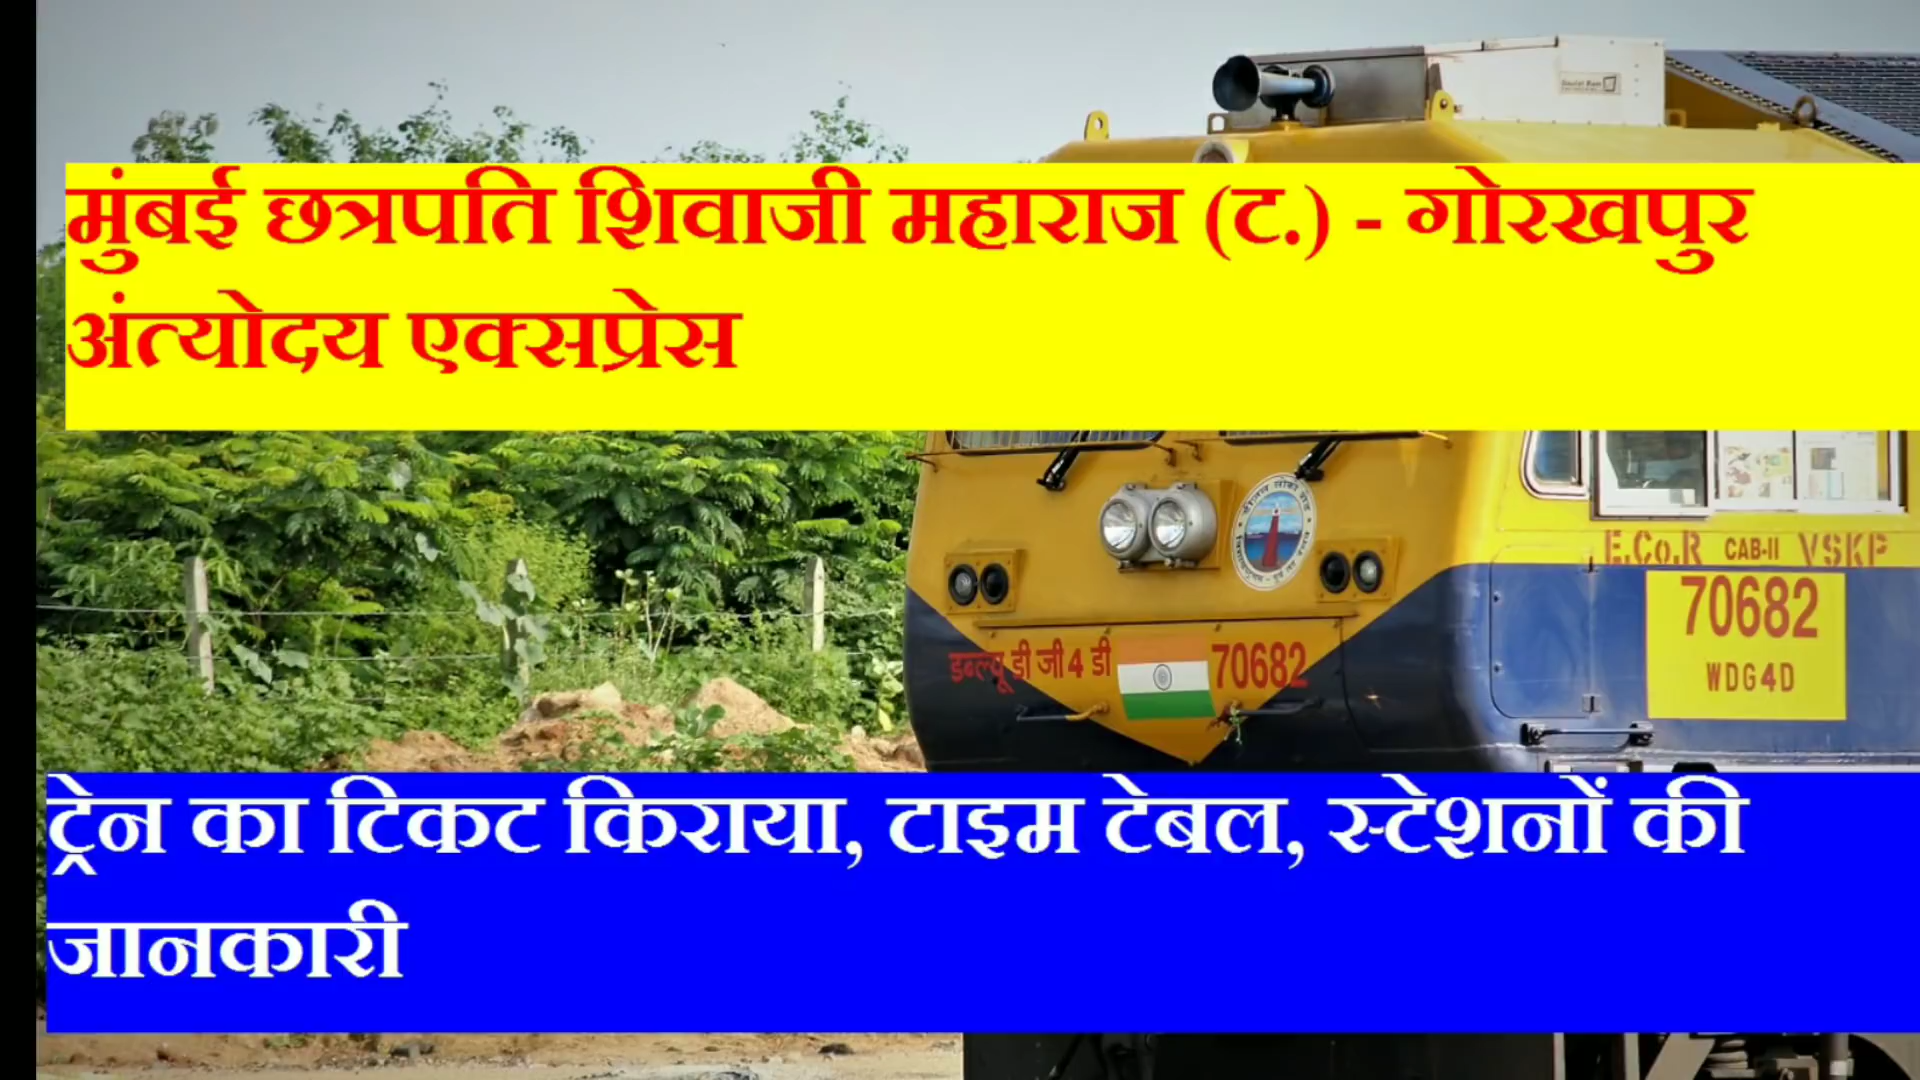 मुंबई छत्रपति शिवाजी महाराज (ट.) - गोरखपुर
अंत्योदय एक्सप्रेस
E.Co.R CAB-II VSKP
70682
WDG4D
डब्ल्यू डी जी 4 डी 70682
ट्रेन का टिकट किराया, टाइम टेबल, स्टेशनों की
जानकारी